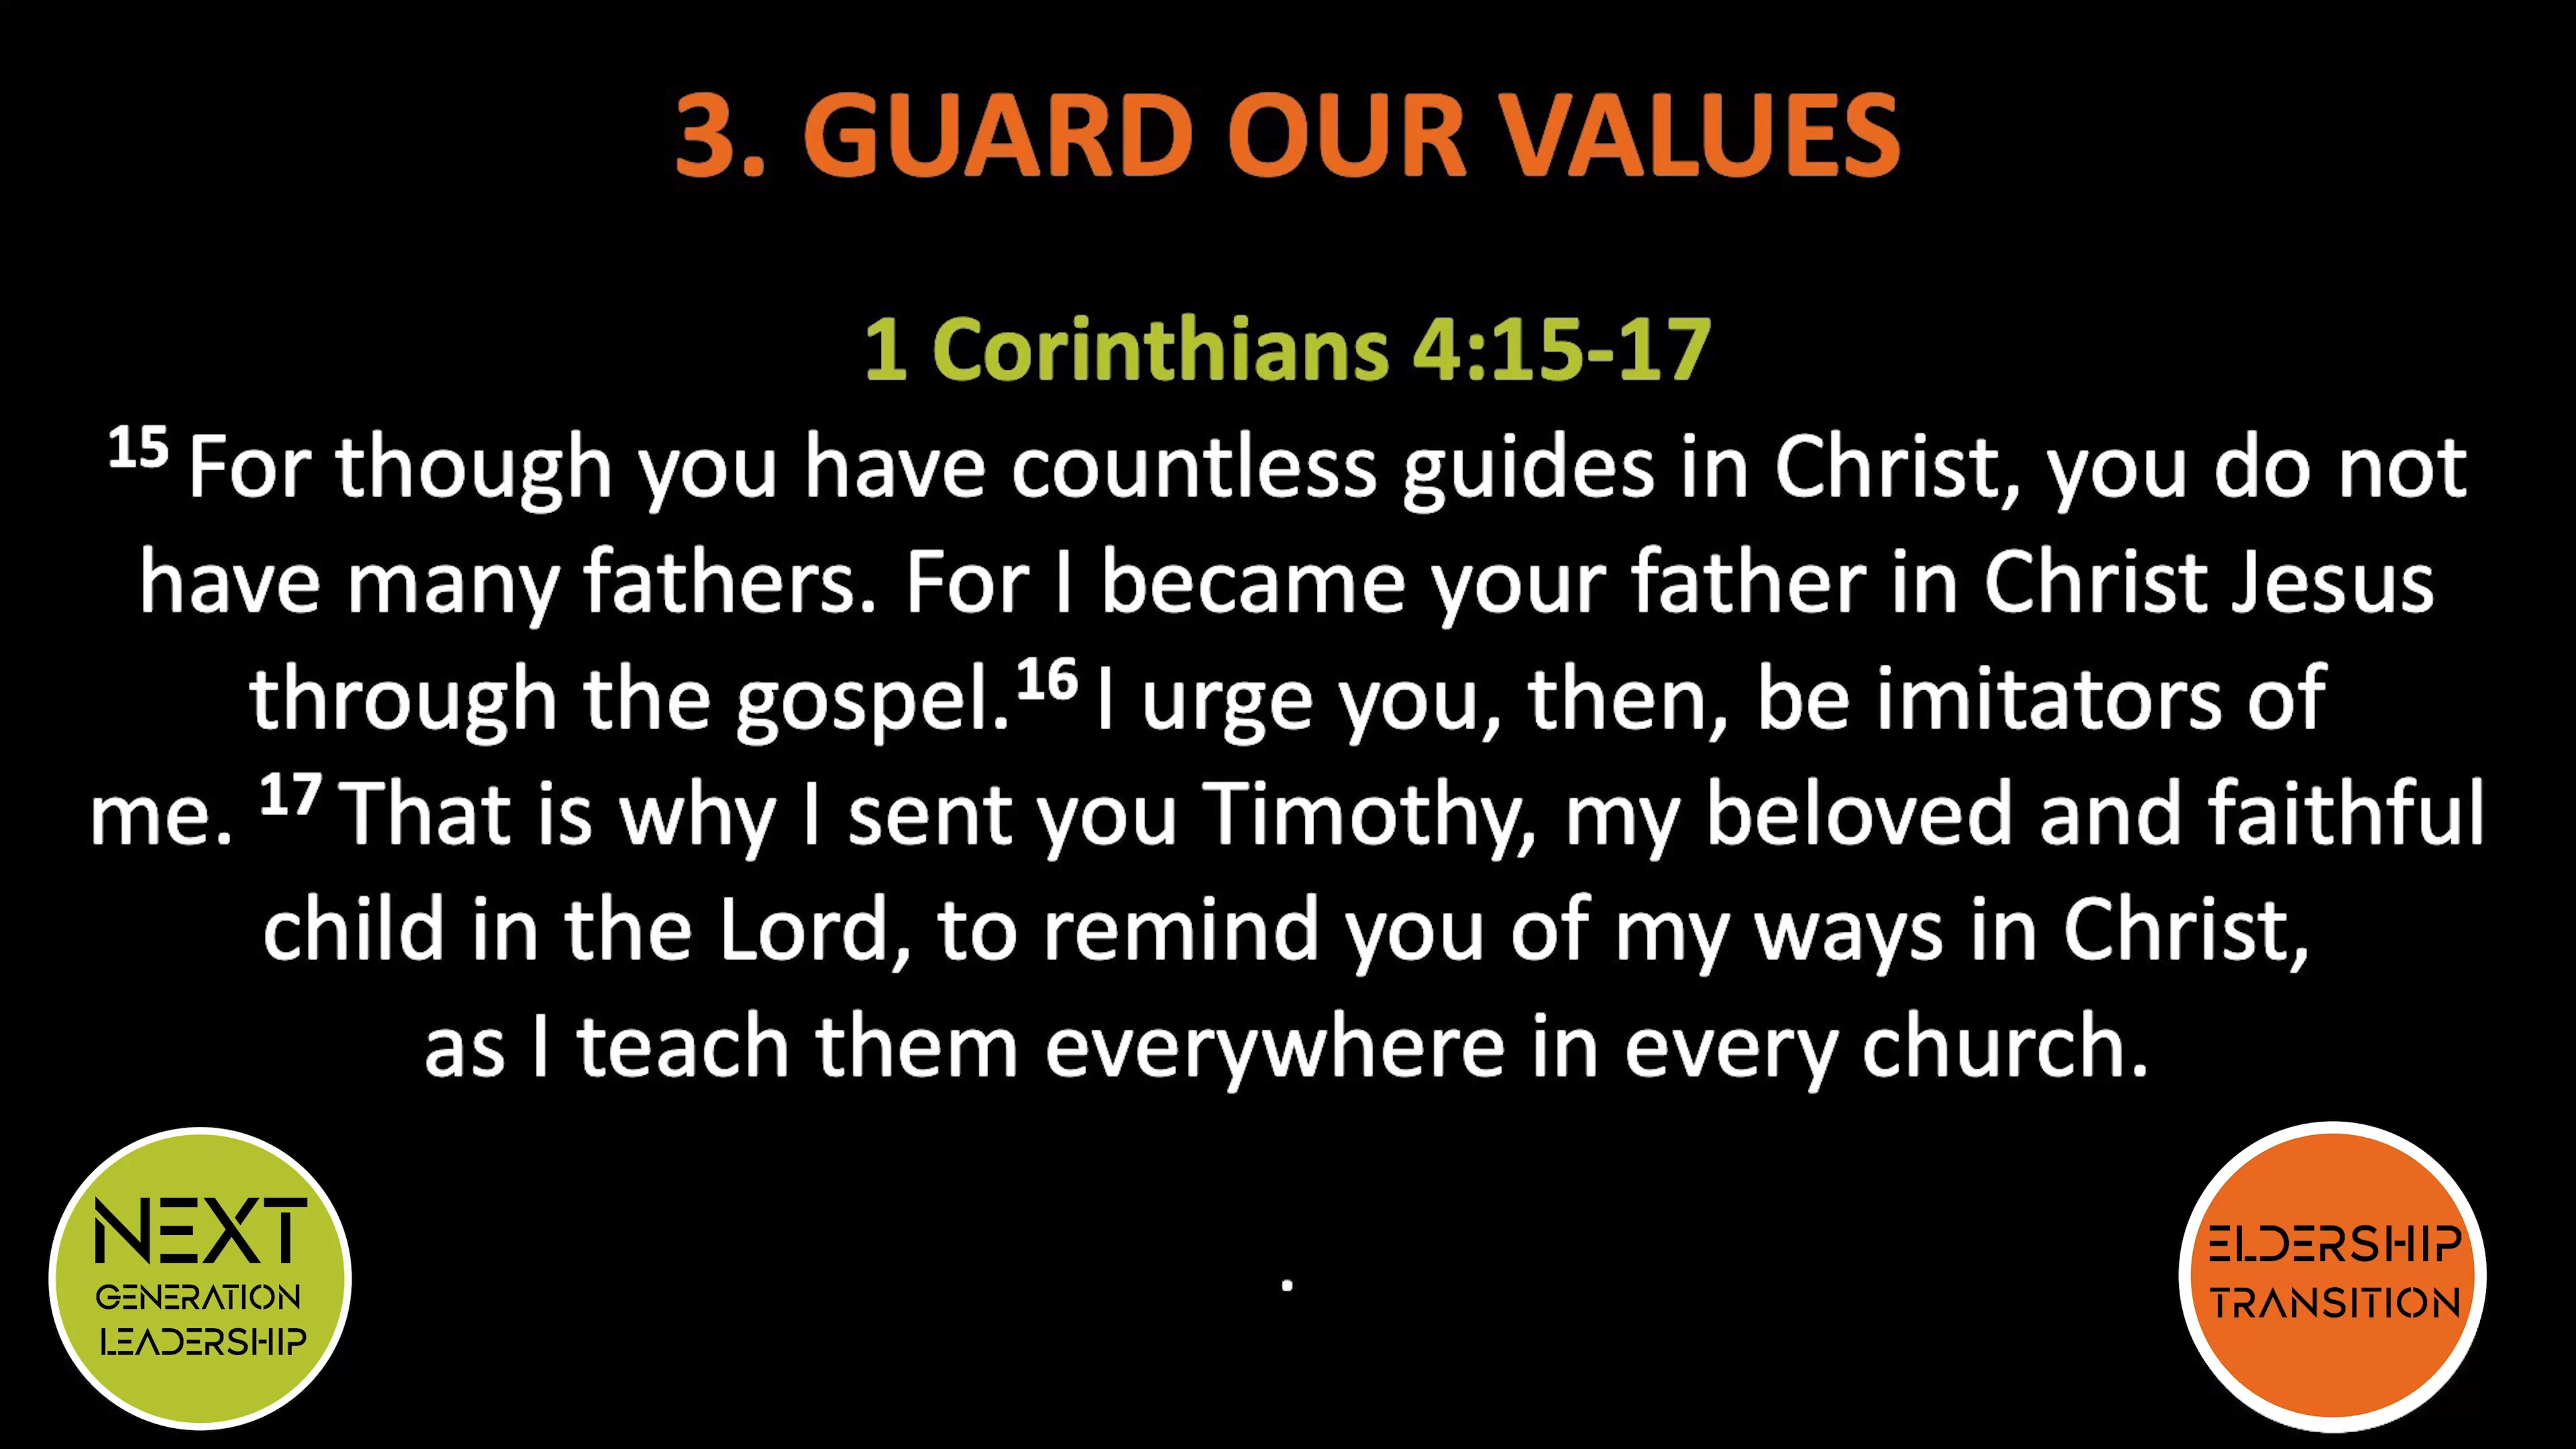 3. GUARD OUR VALUES
1 Corinthians 4:15-17
15 For though you have countless guides in Christ, you do not
have many fathers. For I became your father in Christ Jesus
through the gospel.16 I urge you, then, be imitators of
me. 17 That is why I sent you Timothy, my beloved and faithful
child in the Lord, to remind you of my ways in Christ,
as I teach them everywhere in every church.
.
NEXT
GENERATION
LEADERSHIP
ELDERSHIP
TRANSITION